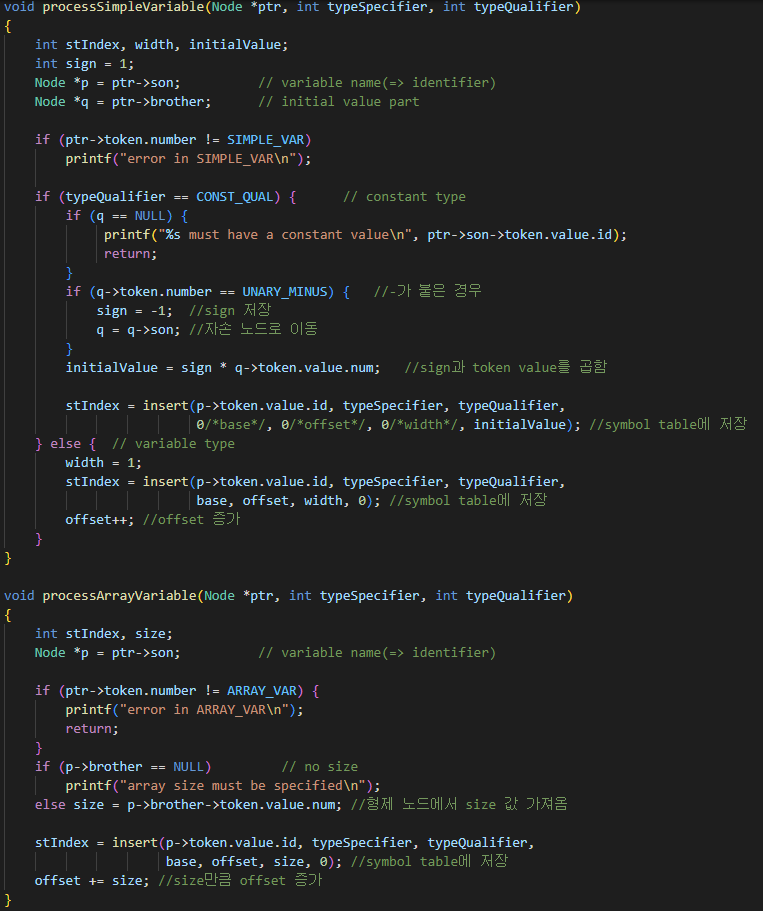 void processSimpleVariable(Node *ptr, int typeSpecifier, int typeQualifier)
{
    int stIndex, width, initialValue;
    int sign = 1;
    Node *p = ptr->son;          // variable name(=> identifier)
    Node *q = ptr->brother;      // initial value part

    if (ptr->token.number != SIMPLE_VAR)
        printf("error in SIMPLE_VAR\n");

    if (typeQualifier == CONST_QUAL) {      // constant type
        if (q == NULL) {
             printf("%s must have a constant value\n", ptr->son->token.value.id);
             return;
        }
        if (q->token.number == UNARY_MINUS) {   //-가 붙은 경우
            sign = -1;  //sign 저장
            q = q->son; //자손 노드로 이동
        }
        initialValue = sign * q->token.value.num;   //sign과 token value를 곱함

        stIndex = insert(p->token.value.id, typeSpecifier, typeQualifier,
                         0/*base*/, 0/*offset*/, 0/*width*/, initialValue); //symbol table에 저장
    } else {  // variable type
        width = 1;
        stIndex = insert(p->token.value.id, typeSpecifier, typeQualifier,
                         base, offset, width, 0); //symbol table에 저장
        offset++; //offset 증가
    }
}

void processArrayVariable(Node *ptr, int typeSpecifier, int typeQualifier)
{
    int stIndex, size;
    Node *p = ptr->son;          // variable name(=> identifier)

    if (ptr->token.number != ARRAY_VAR) {
        printf("error in ARRAY_VAR\n");
        return;
    }
    if (p->brother == NULL)         // no size
        printf("array size must be specified\n");
    else size = p->brother->token.value.num; //형제 노드에서 size 값 가져옴

    stIndex = insert(p->token.value.id, typeSpecifier, typeQualifier,
                     base, offset, size, 0); //symbol table에 저장
    offset += size; //size만큼 offset 증가
}